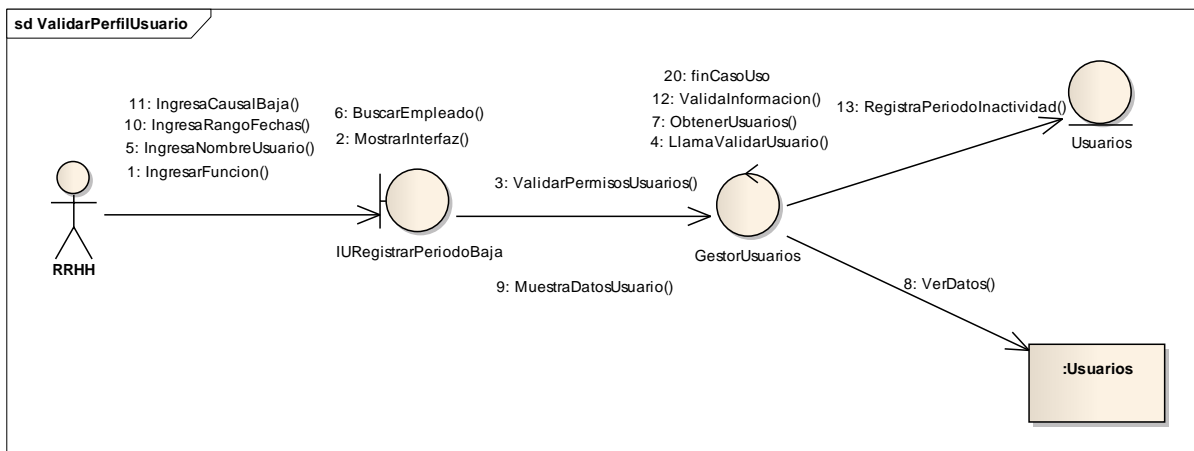 sd ValidarPerfilUsuario
11: IngresaCausalBaja()
10: IngresaRangoFechas()
5: IngresaNombreUsuario()
1: IngresarFuncion()
RRHH
6: BuscarEmpleado()
2: MostrarInterfaz()
IURegistrarPeriodoBaja
3: ValidarPermisosUsuarios()
9: MuestraDatosUsuario()
20: finCasoUso
12: ValidaInformacion()
7: ObtenerUsuarios()
4: LlamaValidarUsuario()
GestorUsuarios
13: RegistraPeriodoInactividad()
Usuarios
8: VerDatos()
:Usuarios